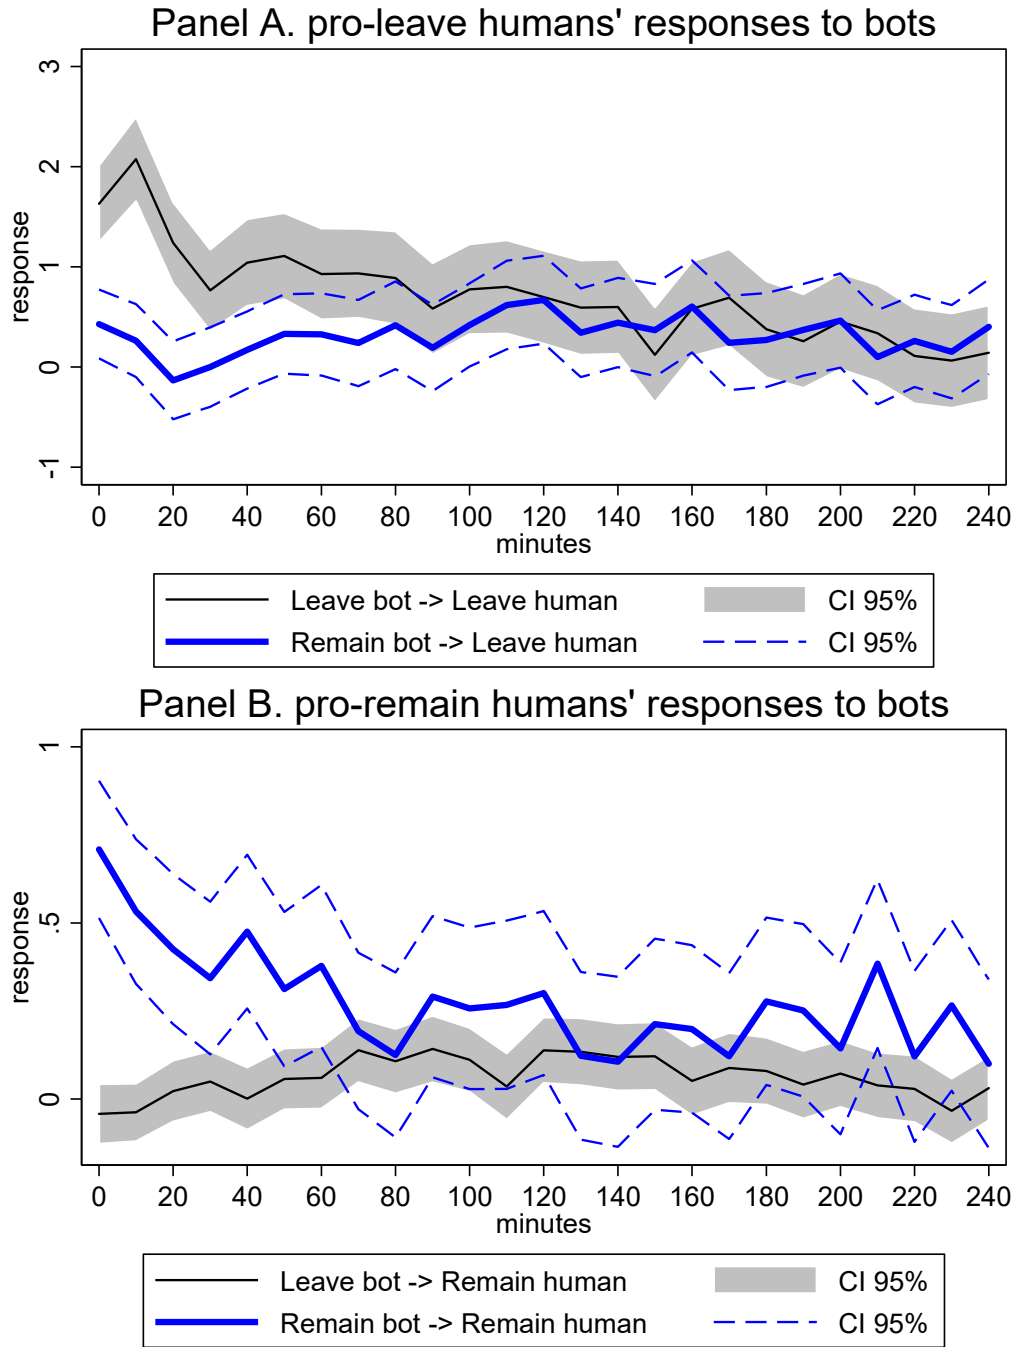 Panel A. pro-leave humans' responses to bots
3
2
1
0
-1
response
0 20 40 60 80 100 120 140 160 180 200 220 240
minutes
Leave bot -> Leave human CI 95%
Remain bot -> Leave human CI 95%
Panel B. pro-remain humans' responses to bots
1
.5
0
response
0 20 40 60 80 100 120 140 160 180 200 220 240
minutes
Leave bot -> Remain human CI 95%
Remain bot -> Remain human CI 95%